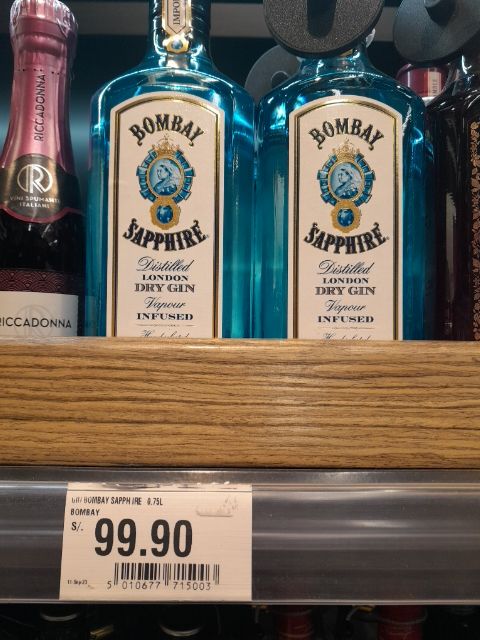 RICCADONNA
R
VINI SPUMANTI
ITALIANI
RICCADONNA
BOMBAY
SAPPHIRE
Distilled
LONDON
DRY GIN
Vapour
INFUSED
BOMBAY
SAPPHIRE
Distilled
LONDON
DRY GIN
Vapour
INFUSED
BOMBAY SAPPHIRE 0.75L
BOMBAY
S/. 99.90
5 010677 715003